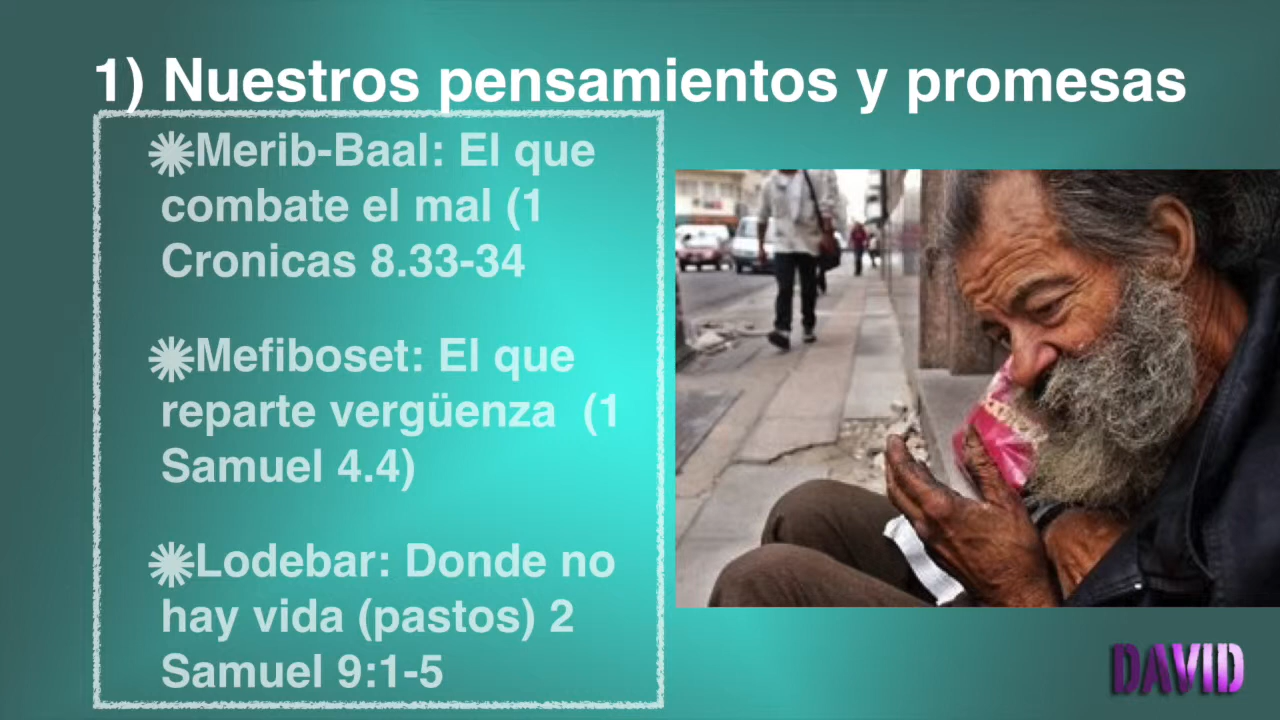 1) Nuestros pensamientos y promesas
Merib-Baal: El que
combate el mal (1
Cronicas 8.33-34
Mefiboset: El que
reparte vergüenza (1
Samuel 4.4)
Lodebar: Donde no
hay vida (pastos) 2
Samuel 9:1-5
DAVID